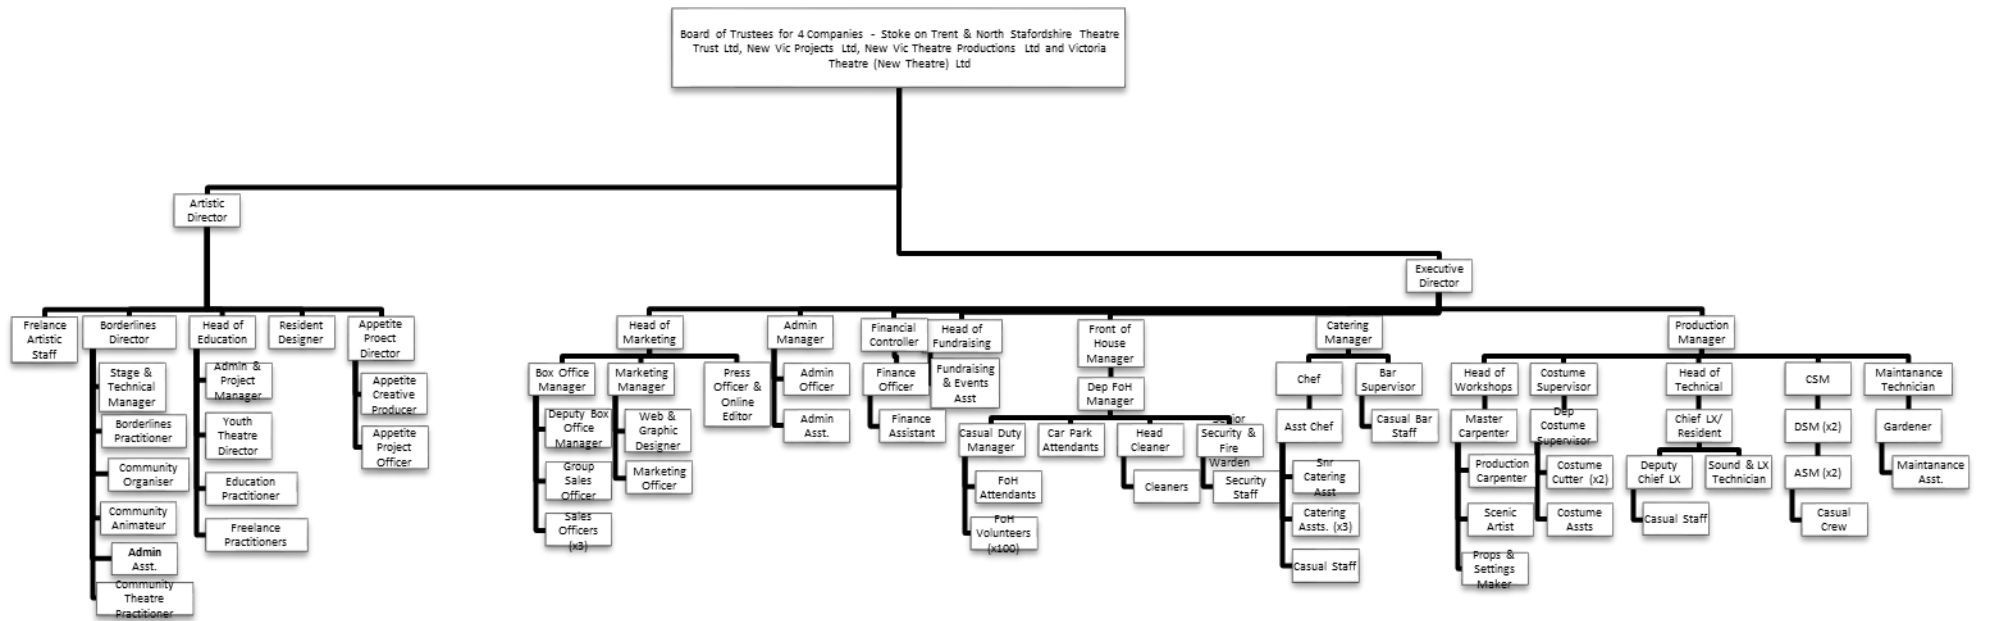 Board of Trustees for 4 Companies - Stoke on Trent & North Stafordshire Theatre
Trust Ltd, New Vic Projects Ltd, New Vic Theatre Productions Ltd and Victoria
Theatre (New Theatre) Ltd
Artistic
Director
Executive
Director
Frelance
Artistic
Staff
Borderlines
Director
Stage &
Technical
Manager
Borderlines
Practitioner
Community
Organiser
Community
Animateur
Admin
Asst.
Community
Theatre
Practitioner
Head of
Education
Admin &
Project
Manager
Youth
Theatre
Director
Education
Practitioner
Freelance
Practitioners
Resident
Designer
Appetite
Proect
Director
Appetite
Creative
Producer
Appetite
Project
Officer
Head of
Marketing
Box Office
Manager
Deputy Box
Office
Manager
Group
Sales
Officer
Sales
Officers
(x3)
Marketing
Manager
Web &
Graphic
Designer
Marketing
Officer
Press
Officer &
Online
Editor
Admin
Manager
Admin
Officer
Admin
Asst.
Financial
Controller
Finance
Officer
Finance
Assistant
Head of
Fundraising
Fundraising
& Events
Asst
Front of
House
Manager
Dep FoH
Manager
Casual Duty
Manager
FoH
Attendants
FoH
Volunteers
(x100)
Car Park
Attendants
Head
Cleaner
Cleaners
Security &
Fire
Warden
Security
Staff
Catering
Manager
Chef
Asst Chef
Snr
Catering
Asst
Catering
Assts. (x3)
Casual Staff
Bar
Supervisor
Casual Bar
Staff
Production
Manager
Head of
Workshops
Master
Carpenter
Production
Carpenter
Scenic
Artist
Props &
Settings
Maker
Costume
Supervisor
Dep
Costume
Supervisor
Costume
Cutter (x2)
Costume
Assts
Head of
Technical
Chief LX/
Resident
Deputy
Chief LX
Casual Staff
Sound & LX
Technician
CSM
DSM (x2)
ASM (x2)
Casual
Crew
Maintanance
Technician
Gardener
Maintanance
Asst.